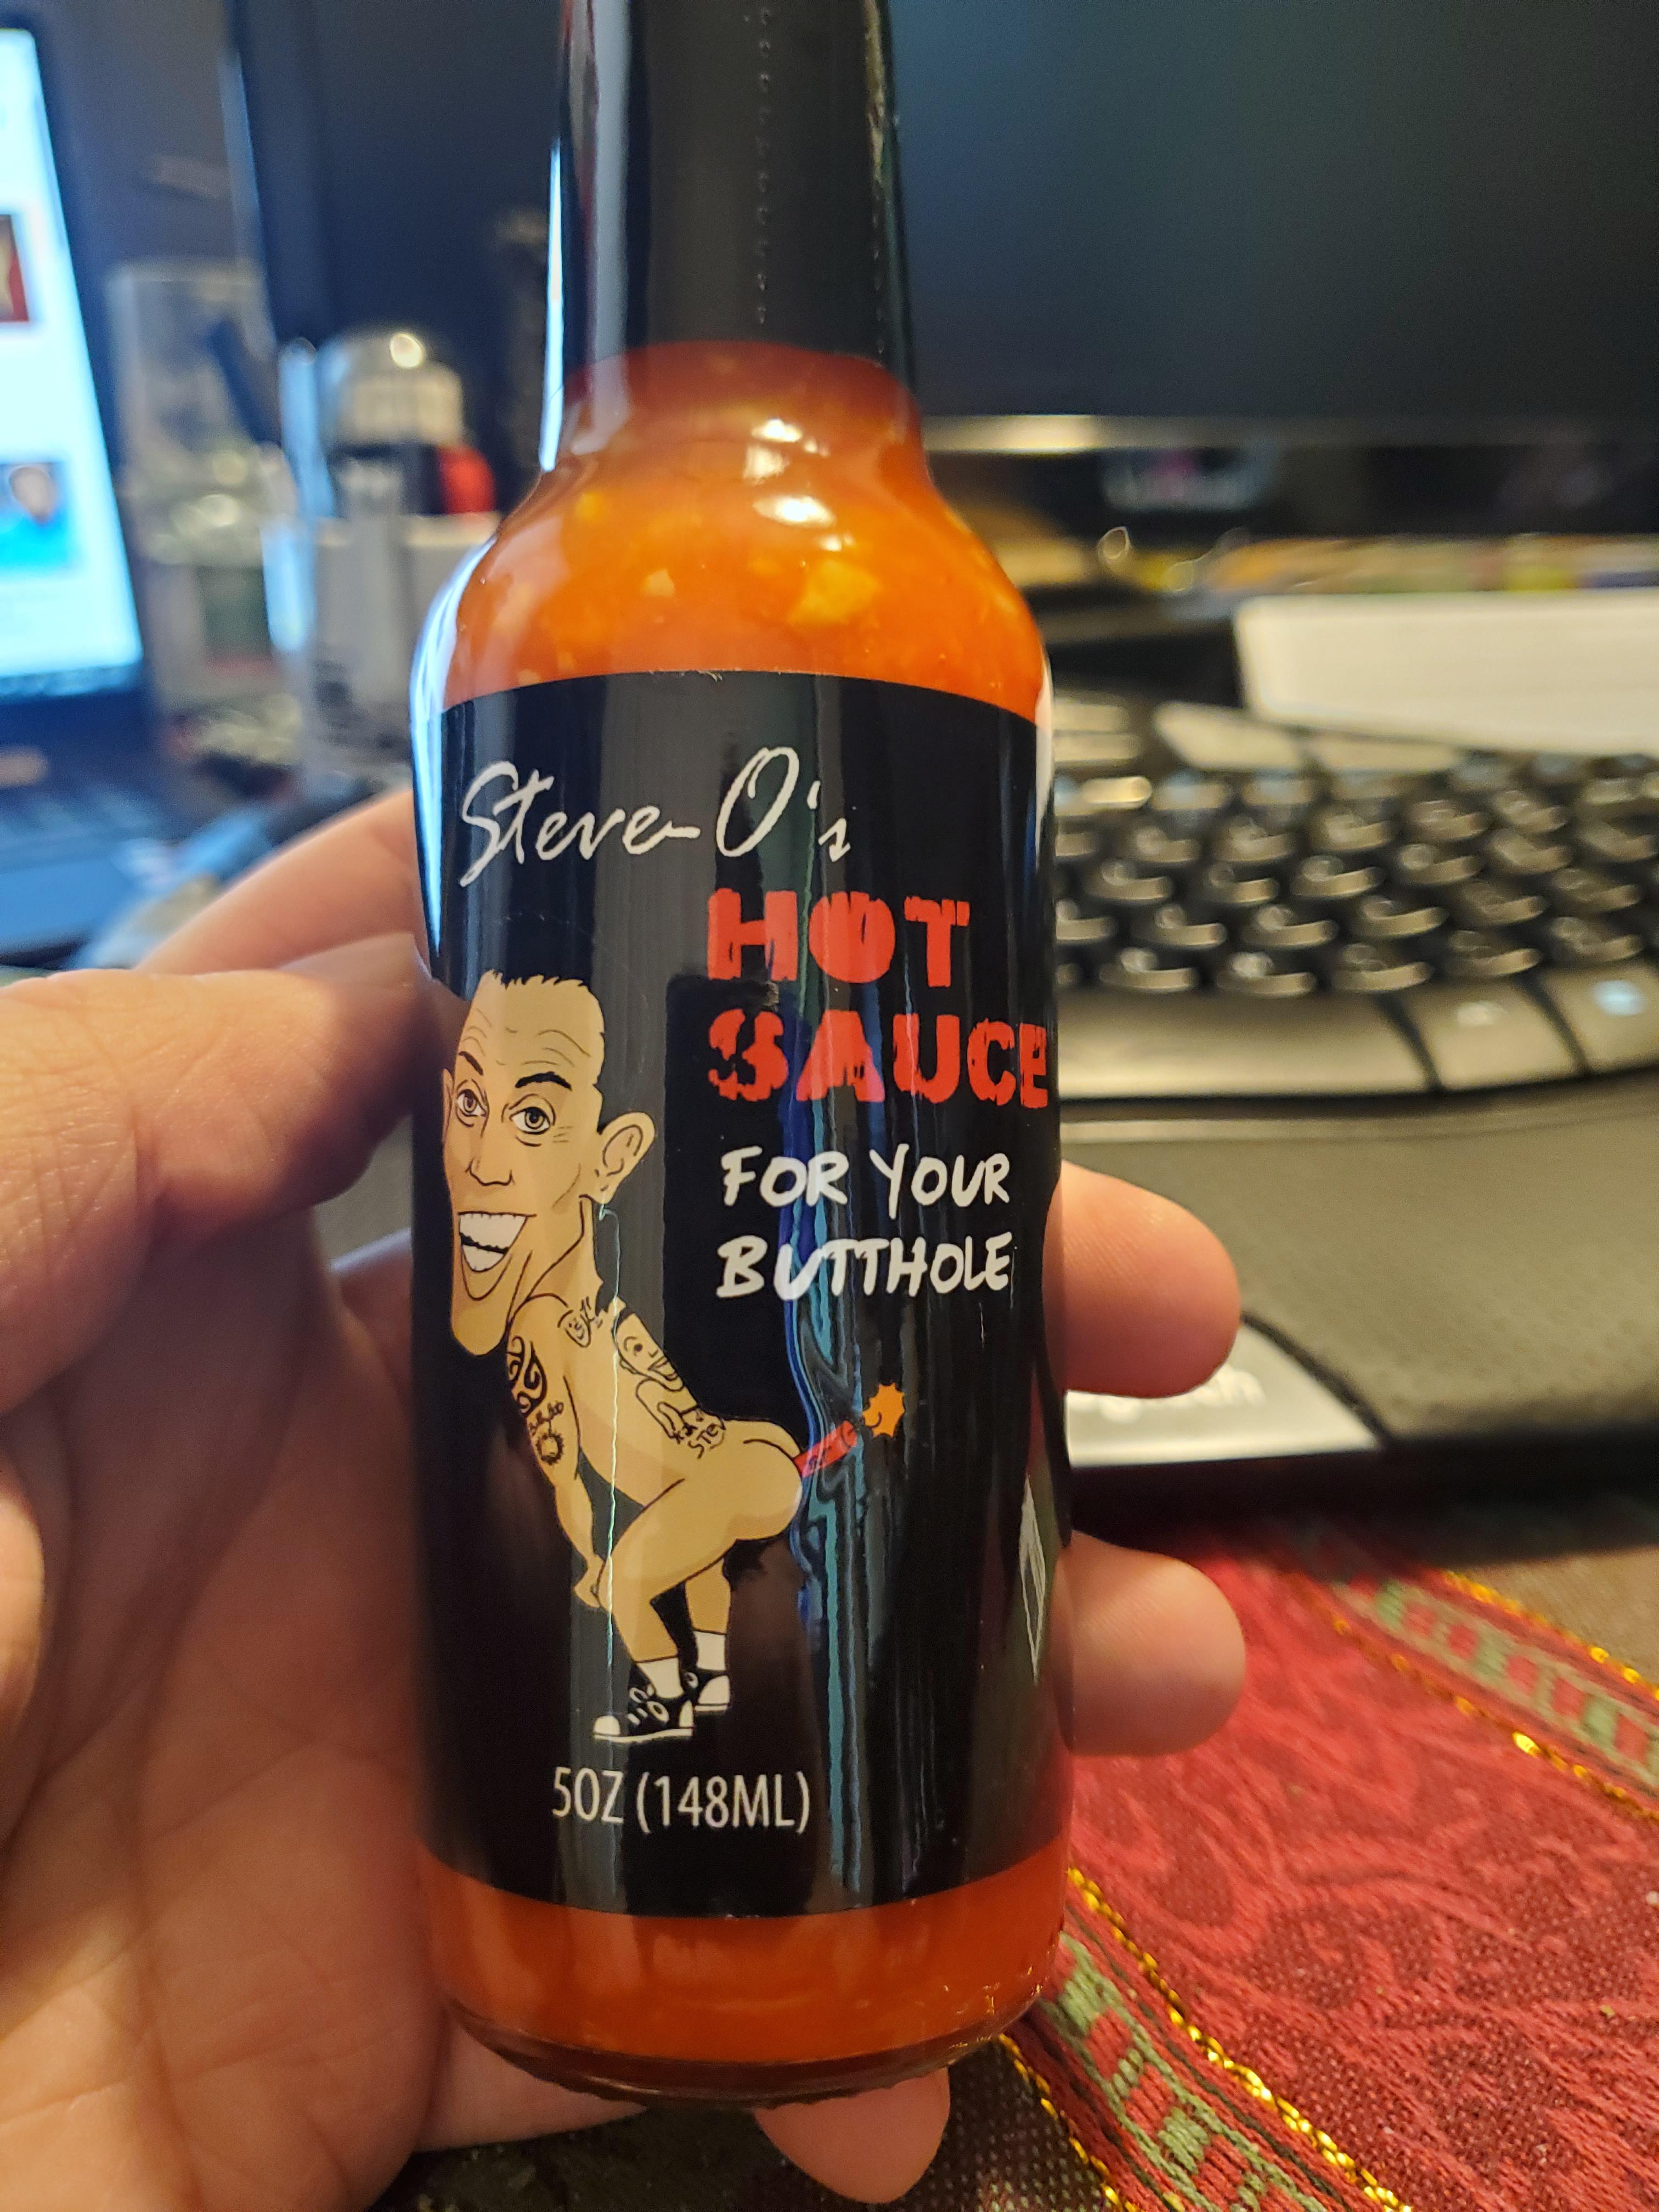 Steve-O's
HOT
SAUCE
FOR YOUR
BUTTHOLE
5OZ (148ML)